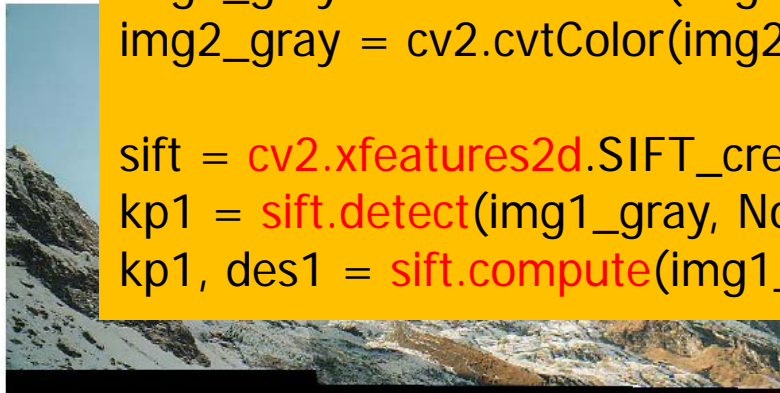 img2_gray = cv2.cvtColor(img2
sift = cv2.xfeatures2d.SIFT_cre
kp1 = sift.detect(img1_gray, No
kp1, des1 = sift.compute(img1_